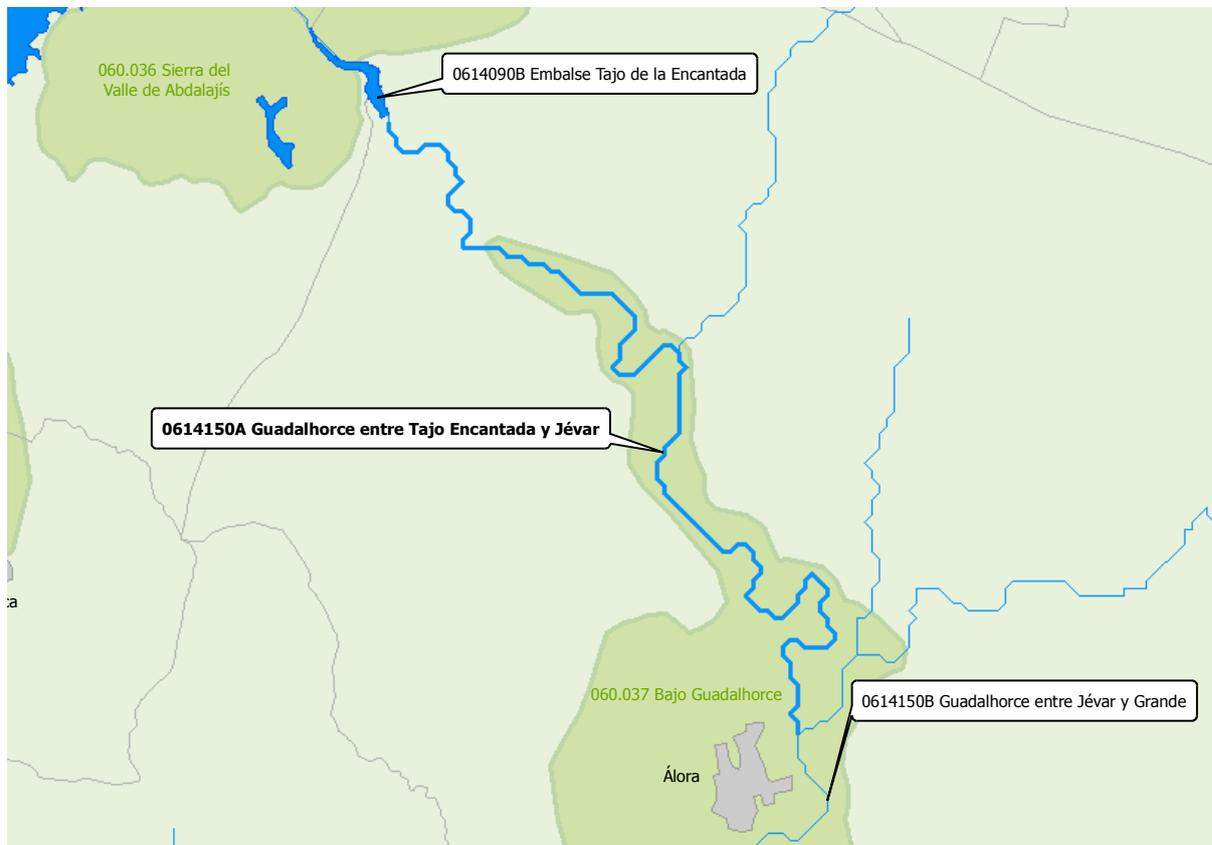 060.036 Sierra del
Valle de Abdalajís
0614090B Embalse Tajo de la Encantada
0614150A Guadalhorce entre Tajo Encantada y Jévar
ca
060.037 Bajo Guadalhorce
0614150B Guadalhorce entre Jévar y Grande
Álora